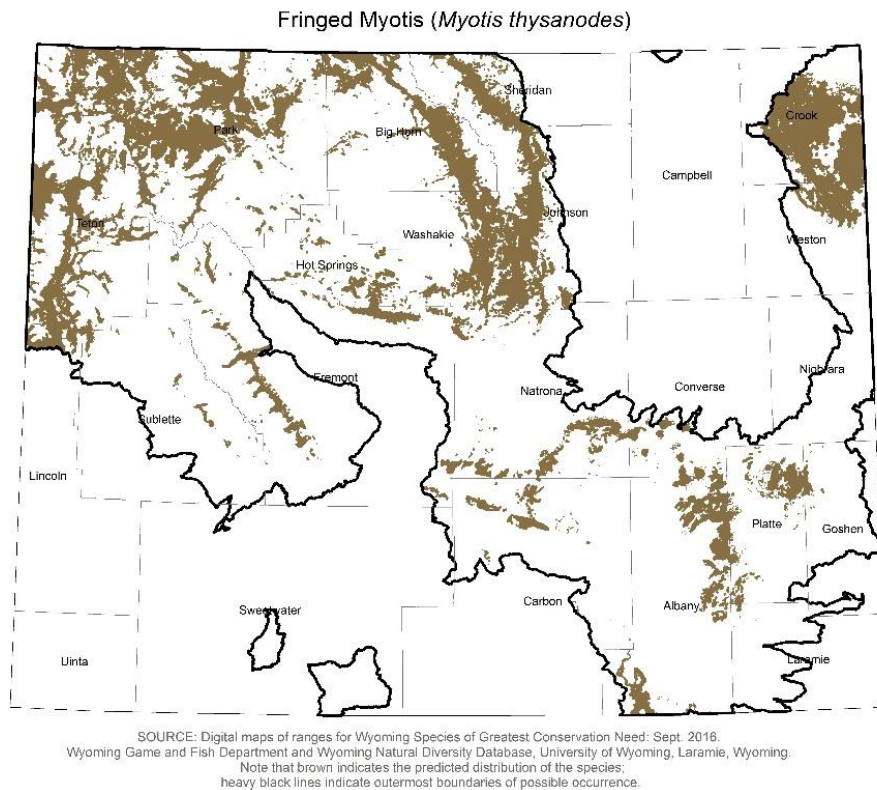 Fringed Myotis (Myotis thysanodes)
Sheridan
Crook
Park
Big Horn
Campbell
Johnson
Teton
Washakie
Weston
Hot Springs
Fremont
Natrona
Converse
Niobrara
Sublette
Lincoln
Platte
Goshen
Carbon
Albany
Sweetwater
Uinta
Laramie
SOURCE: Digital maps of ranges for Wyoming Species of Greatest Conservation Need: Sept. 2016.
Wyoming Game and Fish Department and Wyoming Natural Diversity Database, University of Wyoming, Laramie, Wyoming.
Note that brown indicates the predicted distribution of the species;
heavy black lines indicate outermost boundaries of possible occurrence.